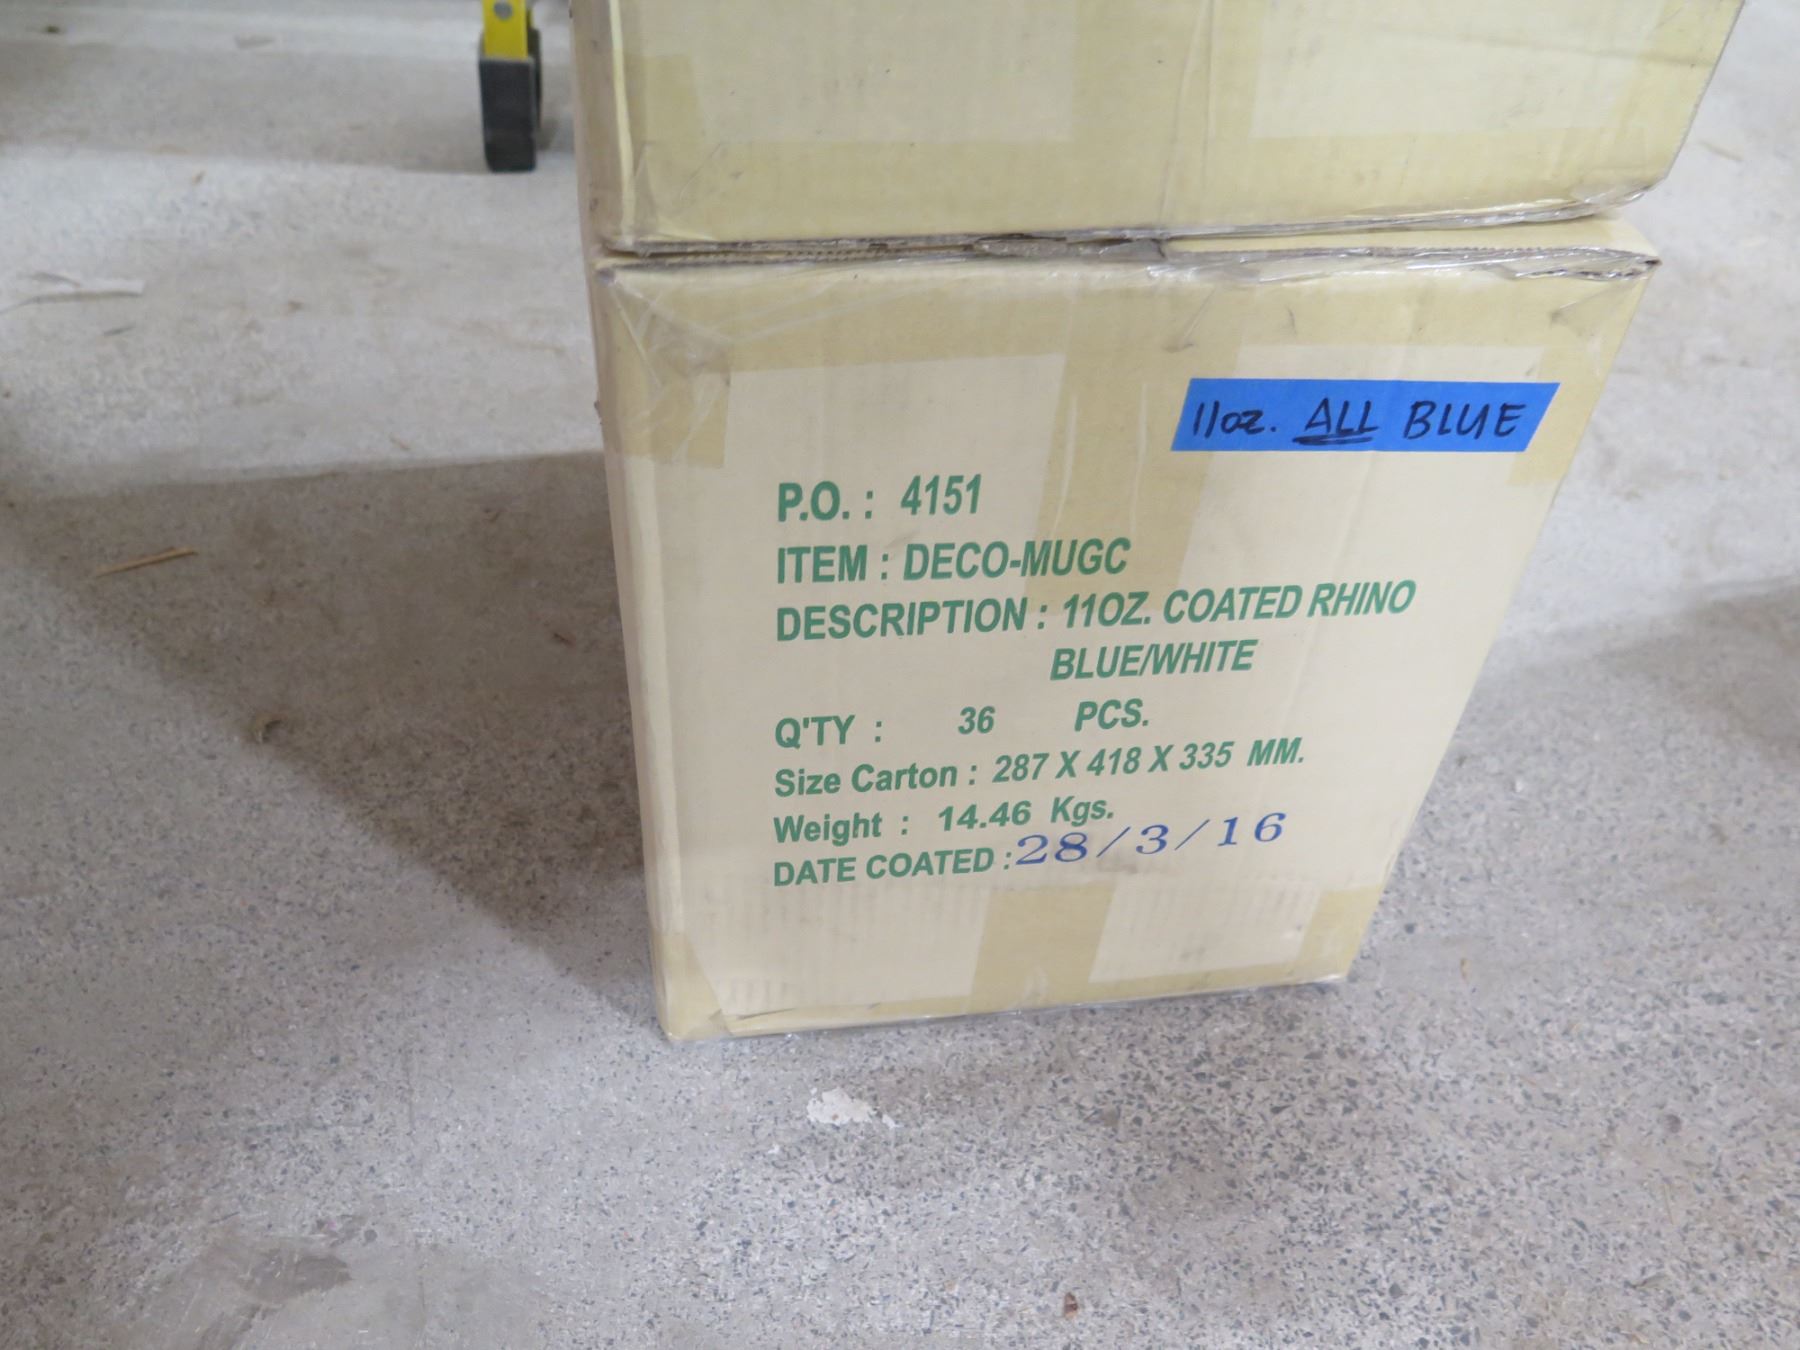 11oz. ALL BLUE
P.O. : 4151
ITEM : DECO-MUGC
DESCRIPTION : 11OZ. COATED RHINO
BLUE/WHITE
Q'TY : 36 PCS.
Size Carton : 287 X 418 X 335 MM.
Weight : 14.46 Kgs.
DATE COATED : 28/3/16